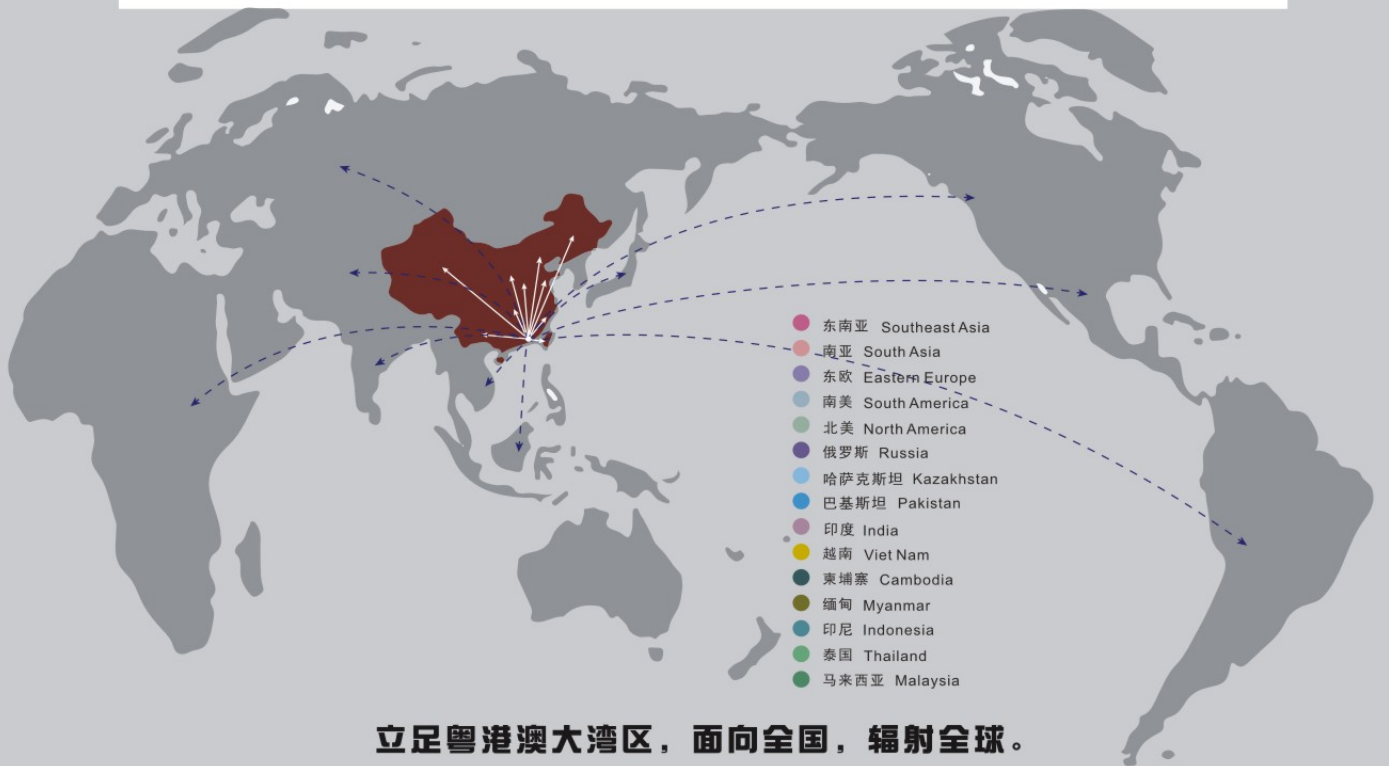 东南亚 Southeast Asia
南亚 South Asia
东欧 Eastern Europe
南美 South America
北美 North America
俄罗斯 Russia
哈萨克斯坦 Kazakhstan
巴基斯坦 Pakistan
印度 India
越南 Viet Nam
柬埔寨 Cambodia
缅甸 Myanmar
印尼 Indonesia
泰国 Thailand
马来西亚 Malaysia
立足粤港澳大湾区，面向全国，辐射全球。